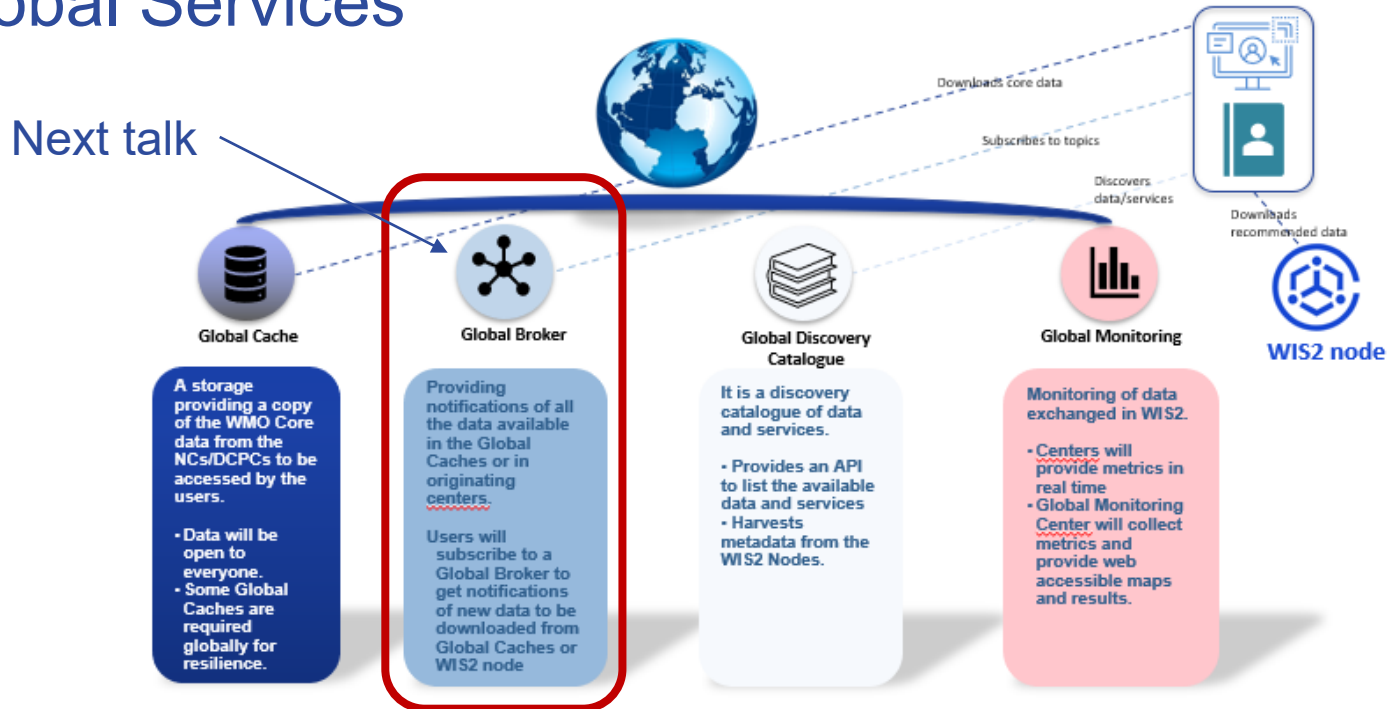 obal Services
Next talk
Downloads core data
Subscribes to topics
Discovers
data/services
Downloads
recommended data
WIS2 node
Global Cache
A storage
providing a copy
of the WMO Core
data from the
NCs/DCPCs to be
accessed by the
users.
- Data will be
open to
everyone.
- Some Global
Caches are
required
globally for
resilience.
Global Broker
Providing
notifications of all
the data available
in the Global
Caches or in
originating
centers.
Users will
subscribe to a
Global Broker to
get notifications
of new data to be
downloaded from
Global Caches or
WIS2 node
Global Discovery
Catalogue
It is a discovery
catalogue of data
and services.
- Provides an API
to list the available
data and services
- Harvests
metadata from the
WIS2 Nodes.
Global Monitoring
Monitoring of data
exchanged in WIS2.
- Centers will
provide metrics in
real time
- Global Monitoring
Center will collect
metrics and
provide web
accessible maps
and results.